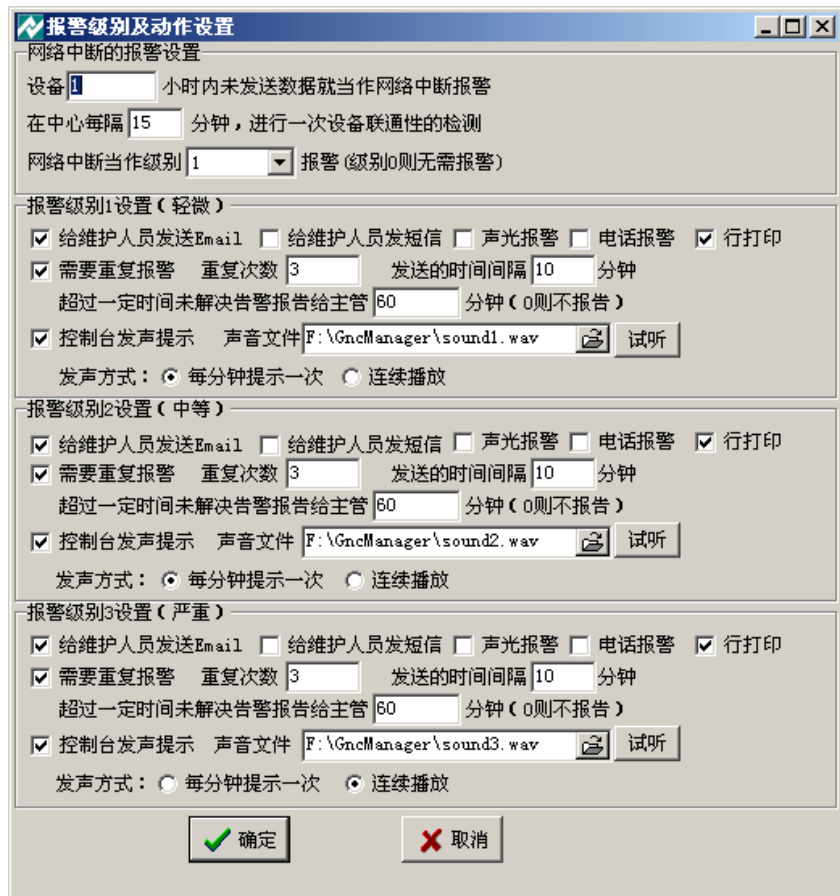 报警级别及动作设置
网络中断的报警设置
设备 1 小时内未发送数据就当作网络中断报警
在中心每隔 15 分钟，进行一次设备联通性的检测
网络中断当作级别 1 报警(级别0则无需报警)
报警级别1设置(轻微)
给维护人员发送Email 给维护人员发短信 声光报警 电话报警 行打印
需要重复报警 重复次数 3 发送的时间间隔 10 分钟
超过一定时间未解决告警报告给主管 60 分钟(0则不报告)
控制台发声提示 声音文件 F:\GncManager\sound1.wav 试听
发声方式： 每分钟提示一次 连续播放
报警级别2设置(中等)
给维护人员发送Email 给维护人员发短信 声光报警 电话报警 行打印
需要重复报警 重复次数 3 发送的时间间隔 10 分钟
超过一定时间未解决告警报告给主管 60 分钟(0则不报告)
控制台发声提示 声音文件 F:\GncManager\sound2.wav 试听
发声方式： 每分钟提示一次 连续播放
报警级别3设置(严重)
给维护人员发送Email 给维护人员发短信 声光报警 电话报警 行打印
需要重复报警 重复次数 3 发送的时间间隔 10 分钟
超过一定时间未解决告警报告给主管 60 分钟(0则不报告)
控制台发声提示 声音文件 F:\GncManager\sound3.wav 试听
发声方式： 每分钟提示一次 连续播放
确定 取消